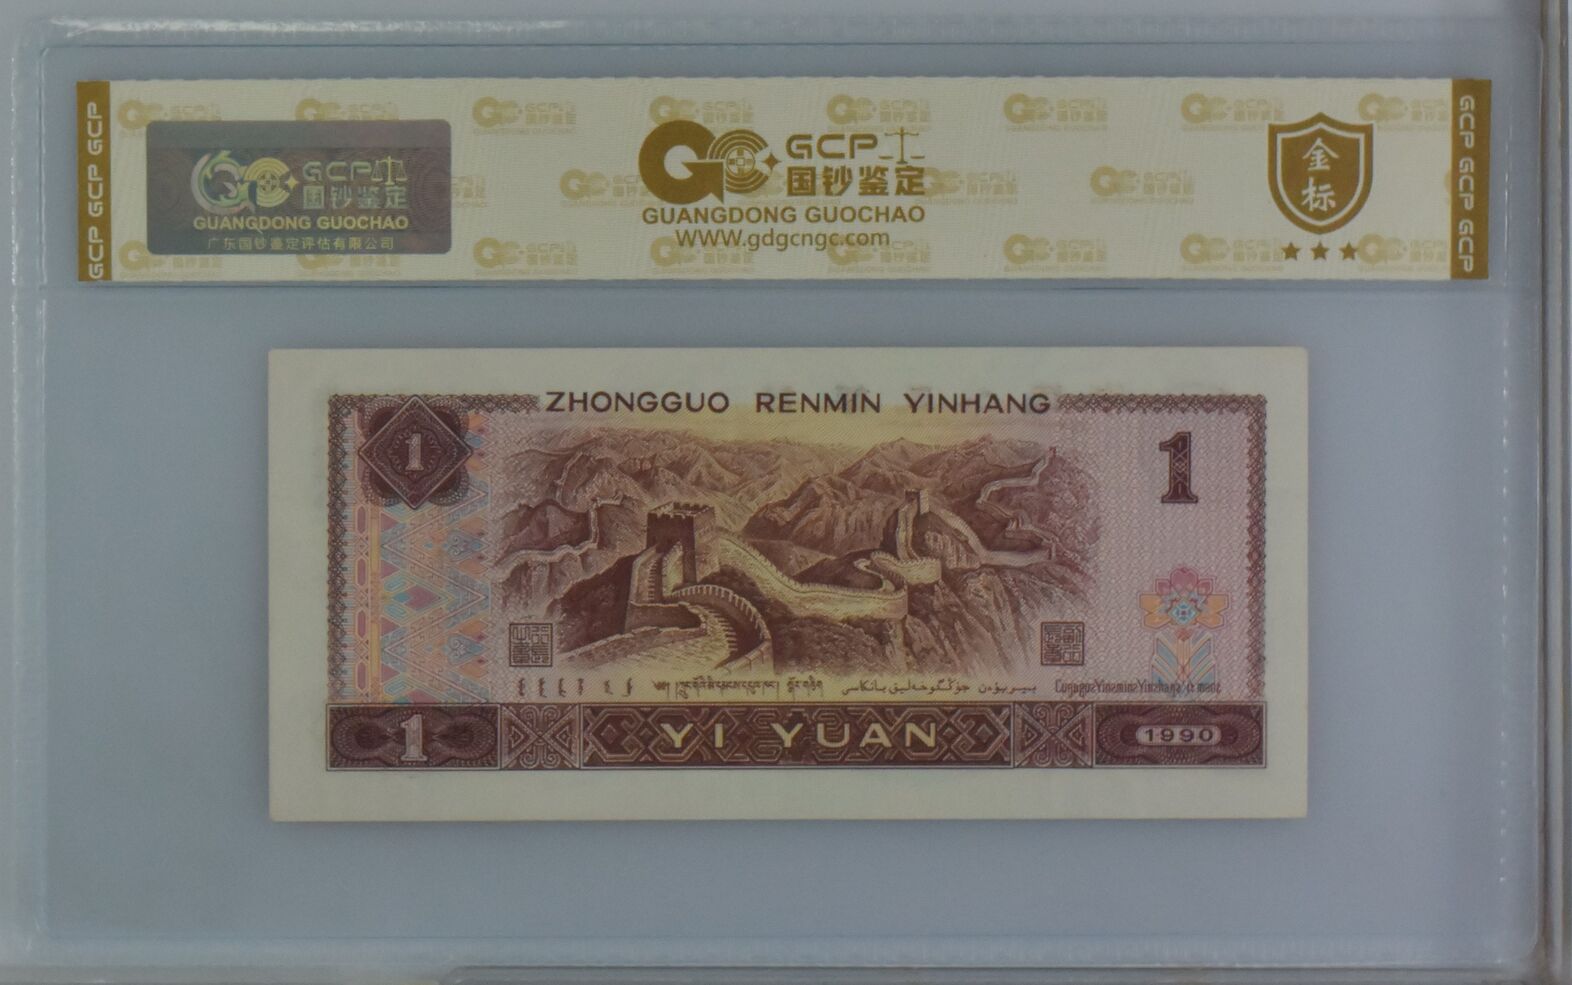 GCP GCP GCP
GCP
国钞鉴定
GUANGDONG GUOCHAO
广东国钞鉴定评估有限公司
GCP
国钞鉴定
GUANGDONG GUOCHAO
WWW.gdgcngc.com
金标
GCP GCP GCP
ZHONGGUO RENMIN YINHANG
1
1
1
YI YUAN
1990